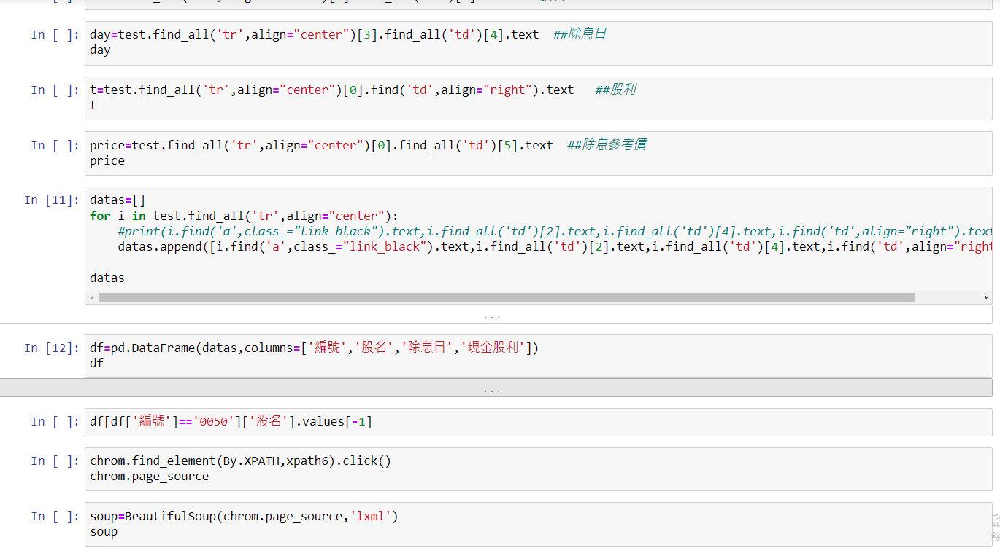 In [ ]: day=test.find_all('tr',align="center")[3].find_all('td')[4].text  ##除息日
day
In [ ]: t=test.find_all('tr',align="center")[0].find('td',align="right").text   ##股利
t
In [ ]: price=test.find_all('tr',align="center")[0].find_all('td')[5].text  ##除息參考價
price
In [11]: datas=[]
for i in test.find_all('tr',align="center"):
    #print(i.find('a',class_="link_black").text,i.find_all('td')[2].text,i.find_all('td')[4].text,i.find('td',align="right").text
    datas.append([i.find('a',class_="link_black").text,i.find_all('td')[2].text,i.find_all('td')[4].text,i.find('td',align="right
datas
...
In [12]: df=pd.DataFrame(datas,columns=['編號','股名','除息日','現金股利'])
df
...
In [ ]: df[df['編號']=='0050']['股名'].values[-1]
In [ ]: chrom.find_element(By.XPATH,xpath6).click()
chrom.page_source
In [ ]: soup=BeautifulSoup(chrom.page_source,'lxml')
soup